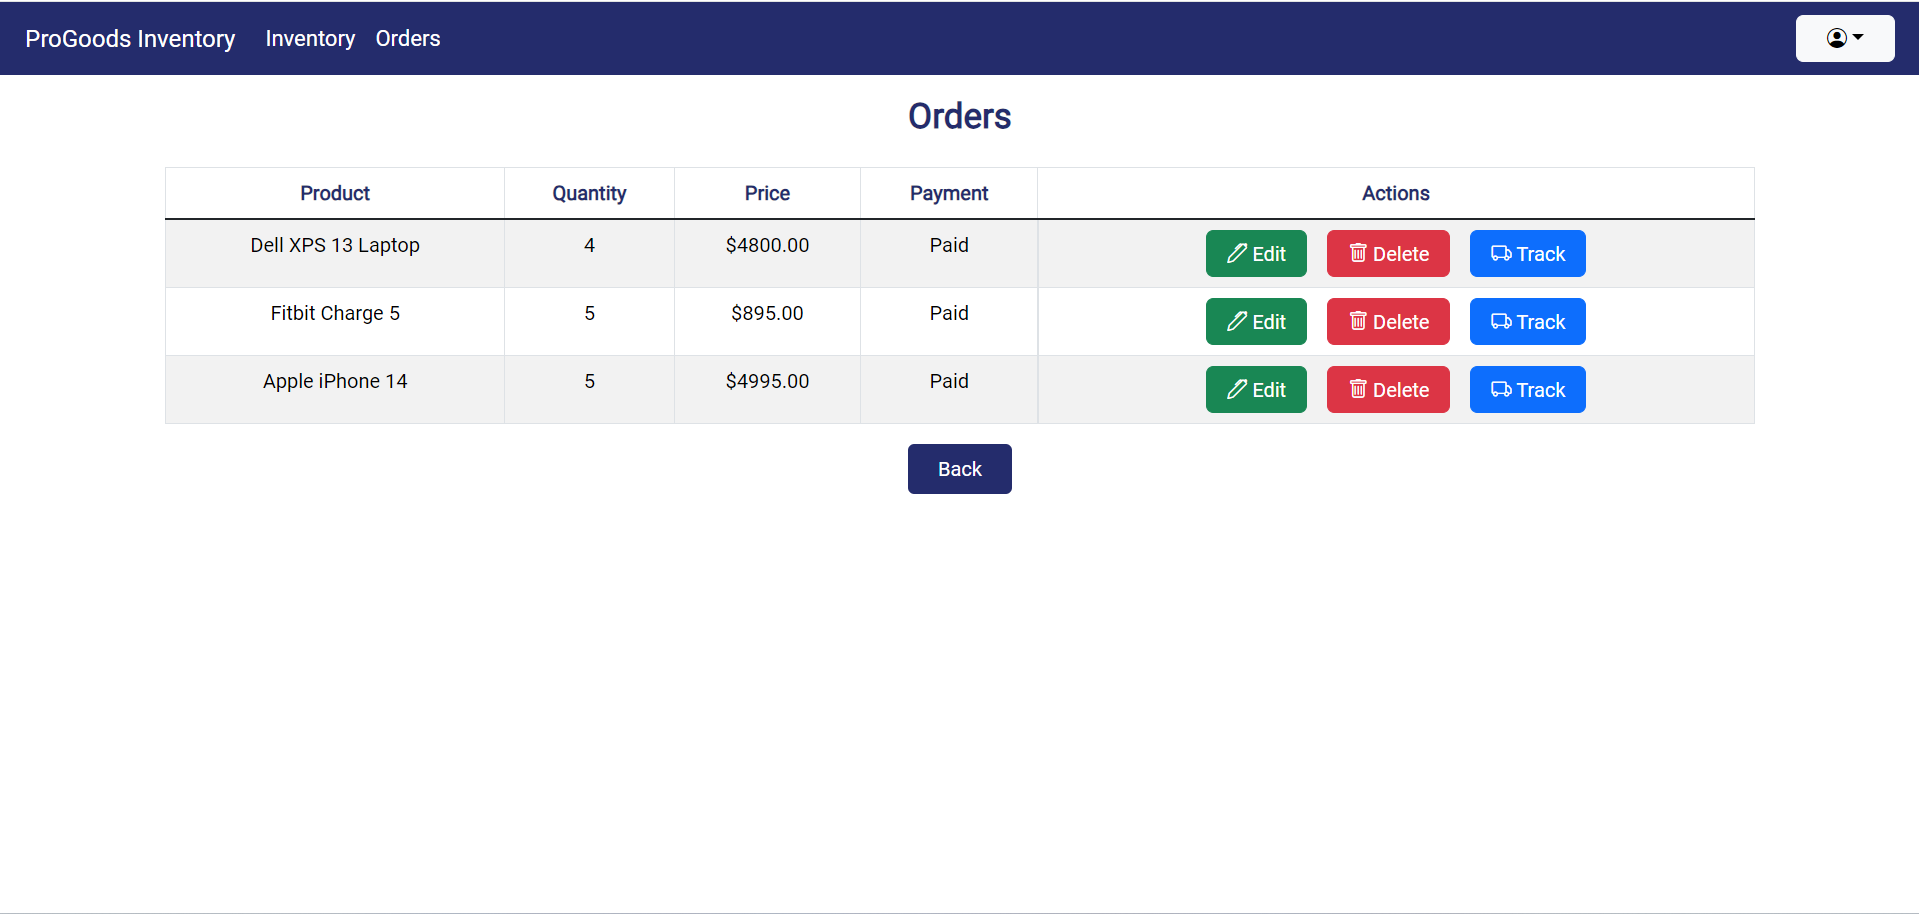 ProGoods Inventory Inventory Orders
Orders
Product Quantity Price Payment Actions
Dell XPS 13 Laptop 4 $4800.00 Paid Edit Delete Track
Fitbit Charge 5 5 $895.00 Paid Edit Delete Track
Apple iPhone 14 5 $4995.00 Paid Edit Delete Track
Back